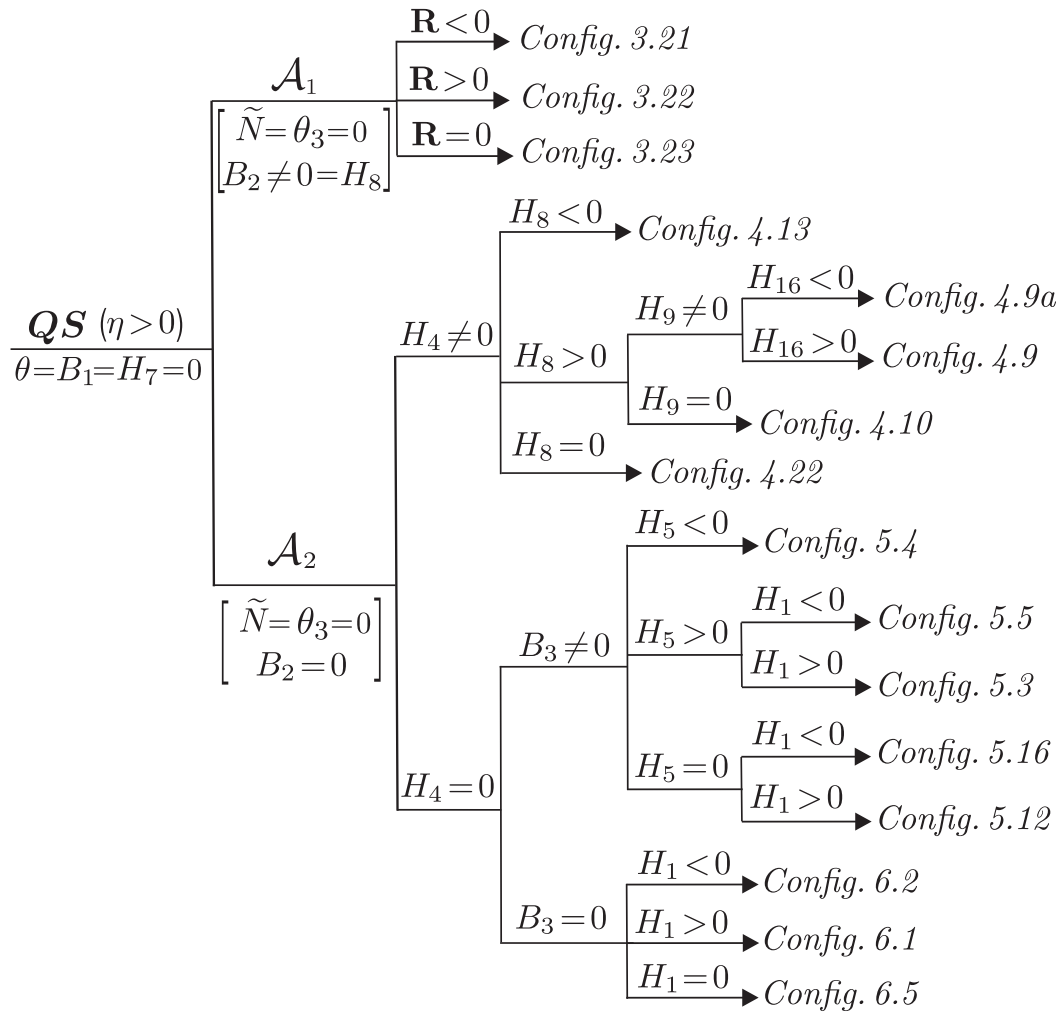 QS (η>0)
θ=B₁=H₇=0
𝒜₁
[Ñ=θ₃=0
B₂≠0=H₈]
R<0 Config. 3.21
R>0 Config. 3.22
R=0 Config. 3.23
𝒜₂
[Ñ=θ₃=0
B₂=0]
H₄≠0
H₈<0 Config. 4.13
H₈>0
H₉≠0
H₁₆<0 Config. 4.9a
H₁₆>0 Config. 4.9
H₉=0 Config. 4.10
H₈=0 Config. 4.22
H₄=0
B₃≠0
H₅<0 Config. 5.4
H₅>0
H₁<0 Config. 5.5
H₁>0 Config. 5.3
H₅=0
H₁<0 Config. 5.16
H₁>0 Config. 5.12
B₃=0
H₁<0 Config. 6.2
H₁>0 Config. 6.1
H₁=0 Config. 6.5